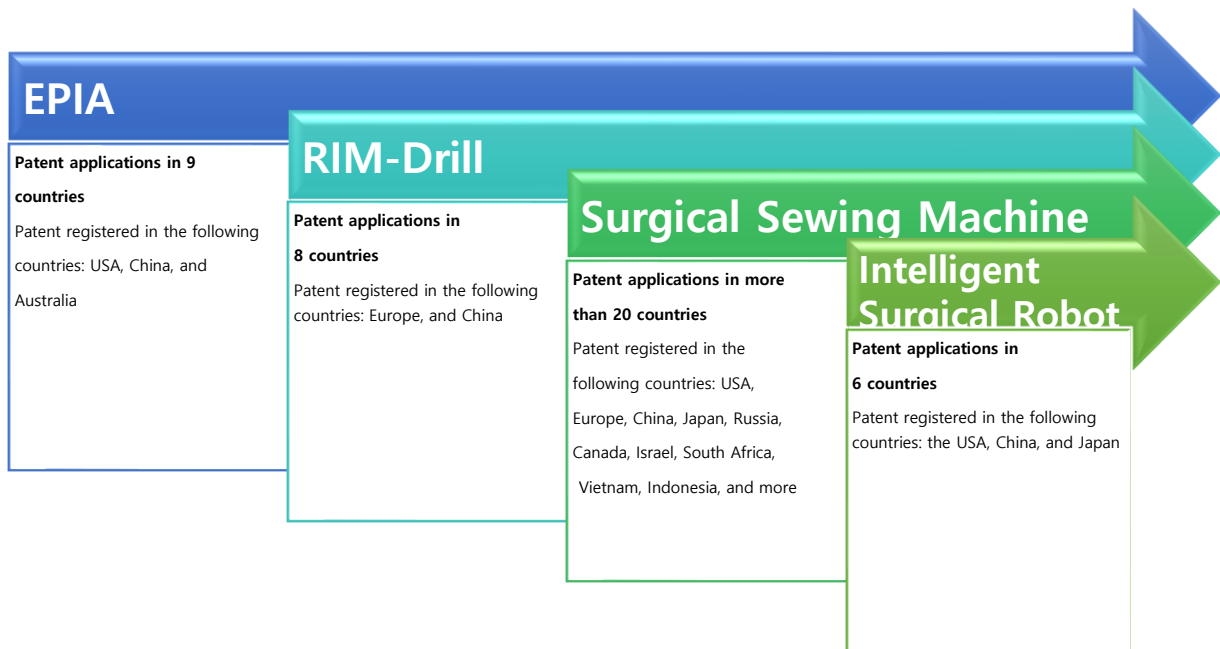 EPIA
Patent applications in 9
countries
Patent registered in the following
countries: USA, China, and
Australia
RIM-Drill
Patent applications in
8 countries
Patent registered in the following
countries: Europe, and China
Surgical Sewing Machine
Patent applications in more
than 20 countries
Patent registered in the
following countries: USA,
Europe, China, Japan, Russia,
Canada, Israel, South Africa,
Vietnam, Indonesia, and more
Intelligent
Surgical Robot
Patent applications in
6 countries
Patent registered in the following
countries: the USA, China, and Japan